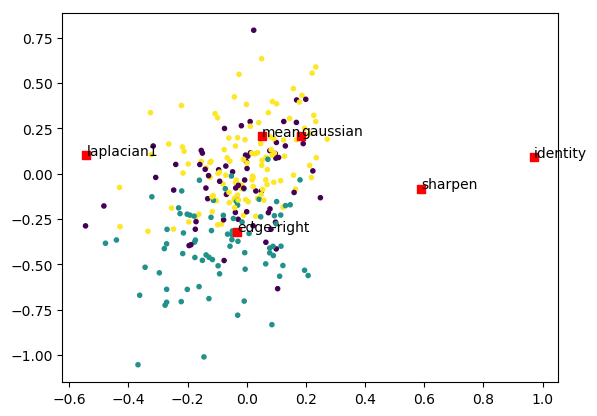 0.75
0.50
0.25
0.00
−0.25
−0.50
−0.75
−1.00
mean
gaussian
laplacian1
identity
sharpen
edge-right
−0.6 −0.4 −0.2 0.0 0.2 0.4 0.6 0.8 1.0